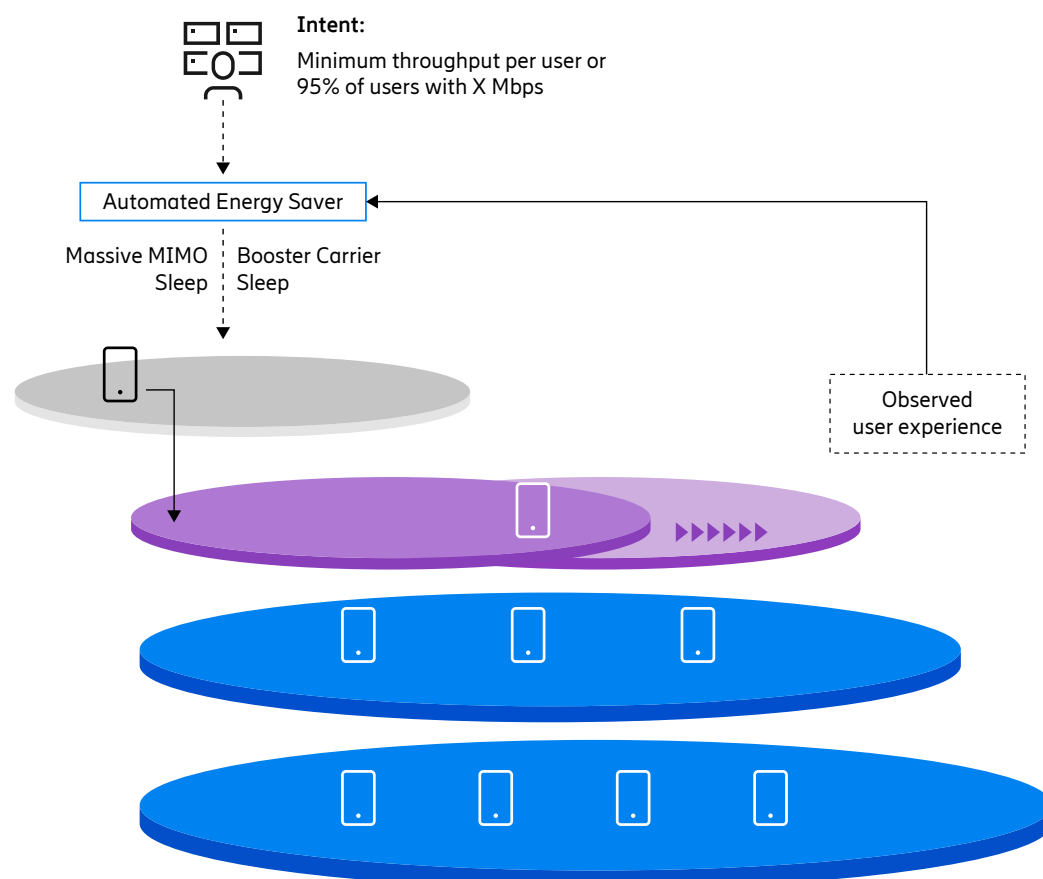 Intent:
Minimum throughput per user or
95% of users with X Mbps
Automated Energy Saver
Massive MIMO
Sleep
Booster Carrier
Sleep
Observed
user experience